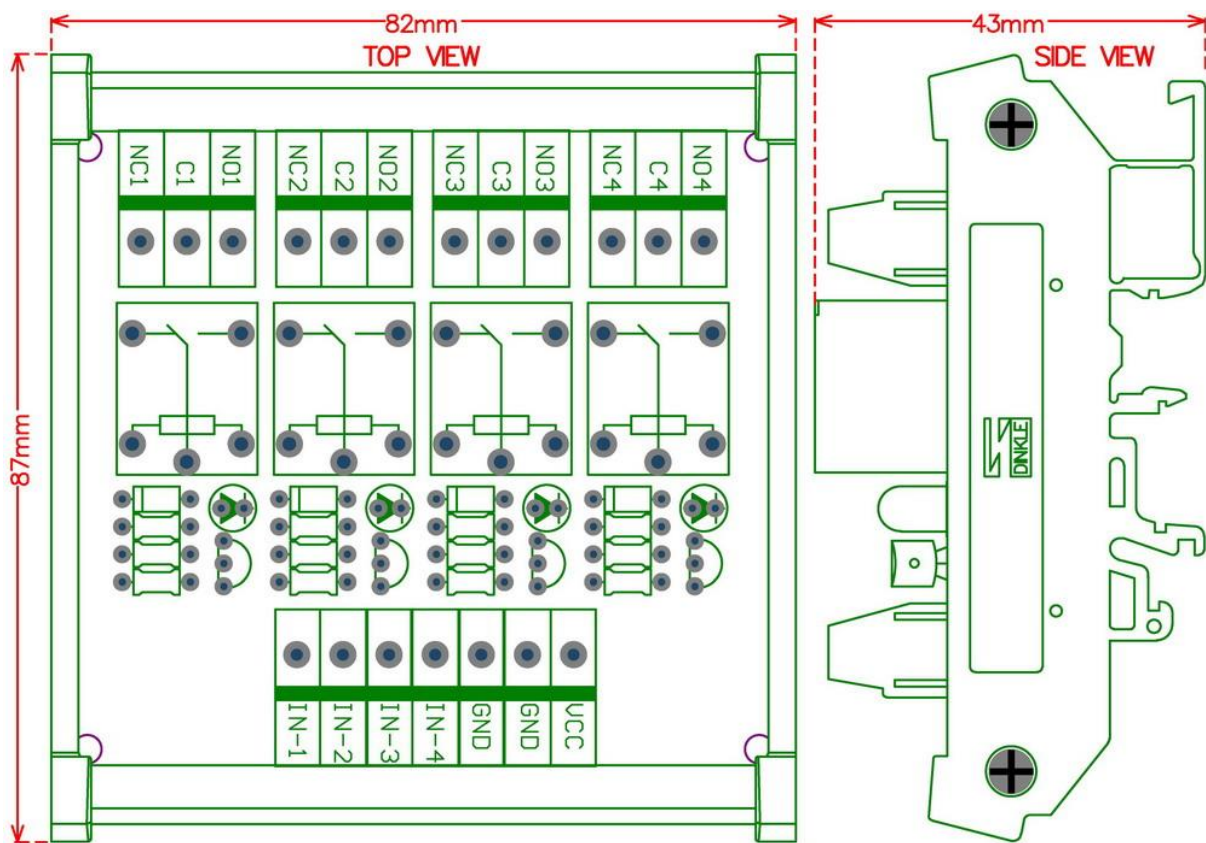 82mm
43mm
TOP VIEW
SIDE VIEW
NC1 C1 NO1 NC2 C2 NO2 NC3 C3 NO3 NC4 C4 NO4
87mm
DINKLE
IN-1 IN-2 IN-3 IN-4 GND GND VCC